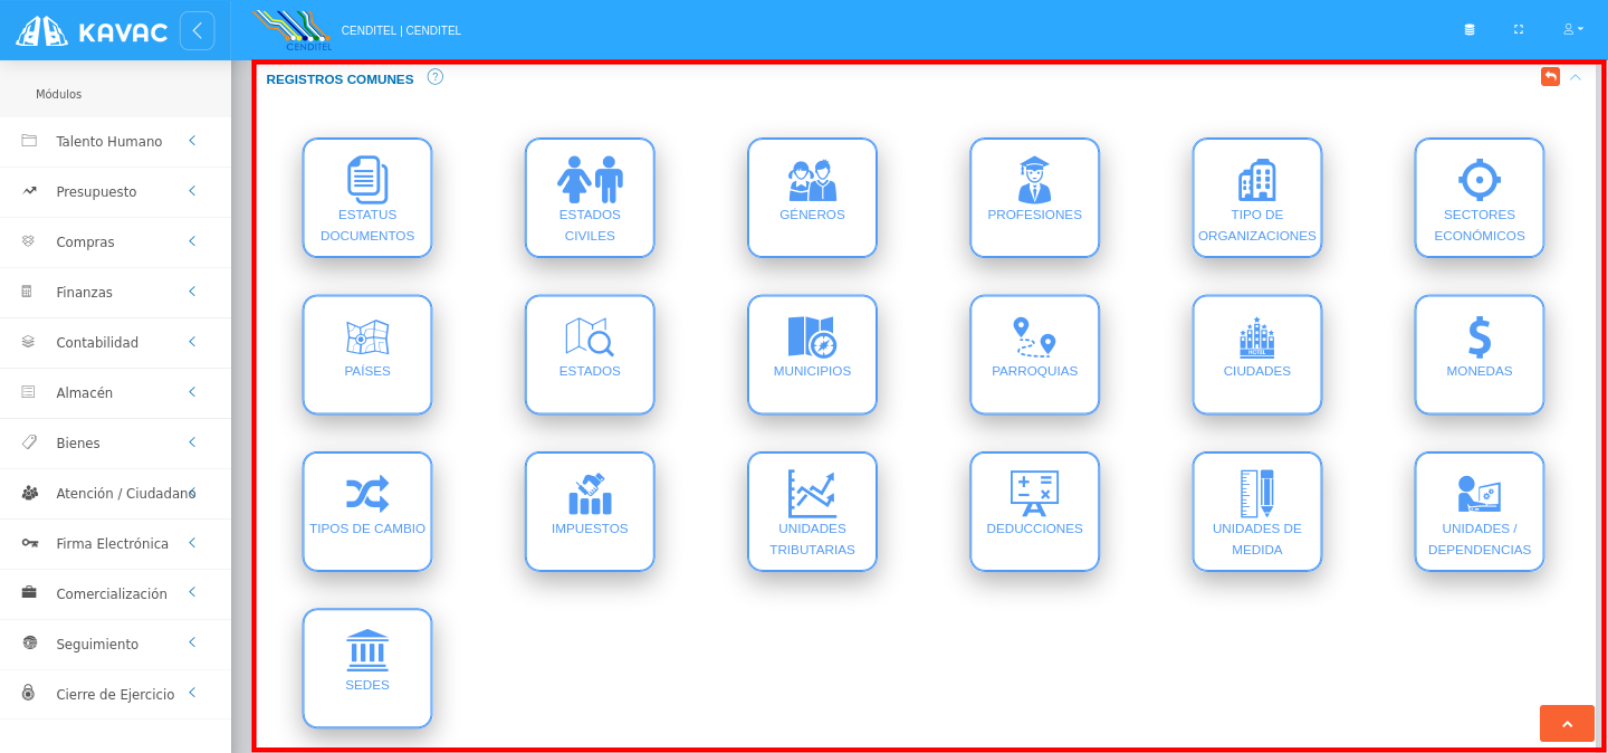 KAVAC
CENDITEL
CENDITEL | CENDITEL
Módulos
Talento Humano
Presupuesto
Compras
Finanzas
Contabilidad
Almacén
Bienes
Atención / Ciudadano
Firma Electrónica
Comercialización
Seguimiento
Cierre de Ejercicio
REGISTROS COMUNES ?
ESTATUS
DOCUMENTOS
ESTADOS
CIVILES
GÉNEROS
PROFESIONES
TIPO DE
ORGANIZACIONES
SECTORES
ECONÓMICOS
PAÍSES
ESTADOS
MUNICIPIOS
PARROQUIAS
HOTEL
CIUDADES
$
MONEDAS
TIPOS DE CAMBIO
IMPUESTOS
UNIDADES
TRIBUTARIAS
DEDUCCIONES
UNIDADES DE
MEDIDA
UNIDADES /
DEPENDENCIAS
SEDES